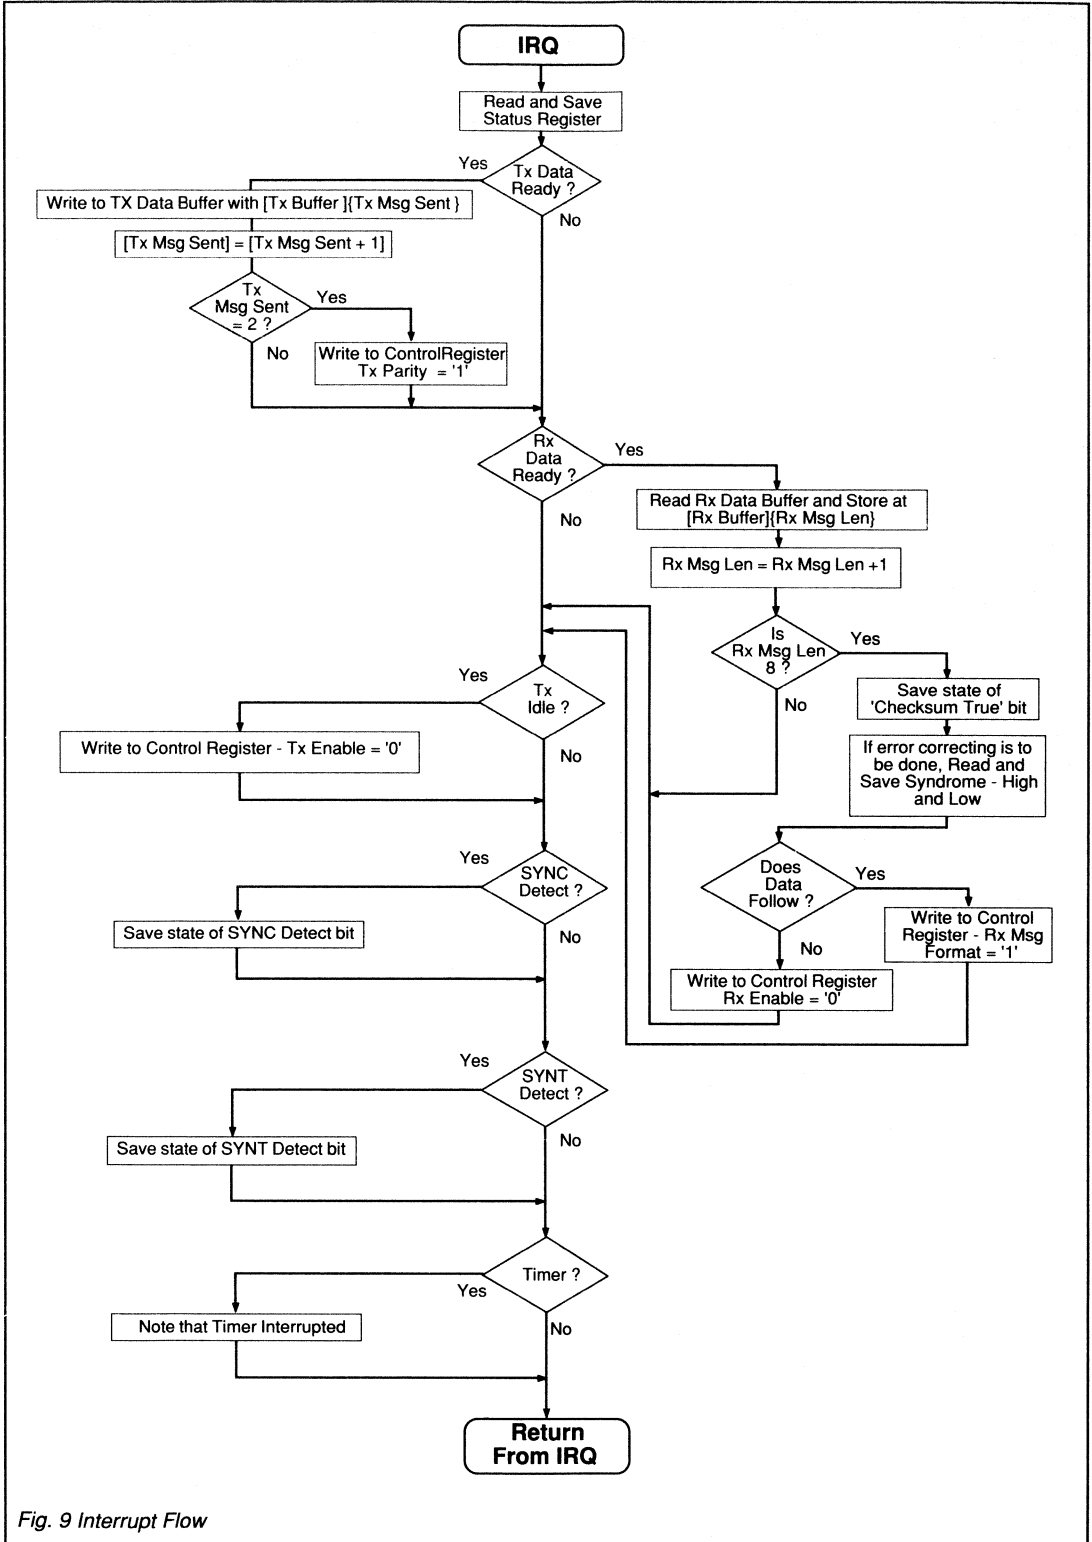 IRQ
Read and Save
Status Register
Yes
Tx Data
Ready ?
No
Write to TX Data Buffer with [Tx Buffer ]{Tx Msg Sent }
[Tx Msg Sent] = [Tx Msg Sent + 1]
Tx
Msg Sent
= 2 ?
Yes
No
Write to ControlRegister
Tx Parity = '1'
Rx
Data
Ready ?
Yes
No
Read Rx Data Buffer and Store at
[Rx Buffer]{Rx Msg Len}
Rx Msg Len = Rx Msg Len +1
Is
Rx Msg Len
8 ?
Yes
No
Save state of
'Checksum True' bit
If error correcting is to
be done, Read and
Save Syndrome - High
and Low
Does
Data
Follow ?
Yes
No
Write to Control
Register - Rx Msg
Format = '1'
Write to Control Register
Rx Enable = '0'
Yes
Tx
Idle ?
No
Write to Control Register - Tx Enable = '0'
Yes
SYNC
Detect ?
No
Save state of SYNC Detect bit
Yes
SYNT
Detect ?
No
Save state of SYNT Detect bit
Timer ?
Yes
No
Note that Timer Interrupted
Return
From IRQ
Fig. 9 Interrupt Flow